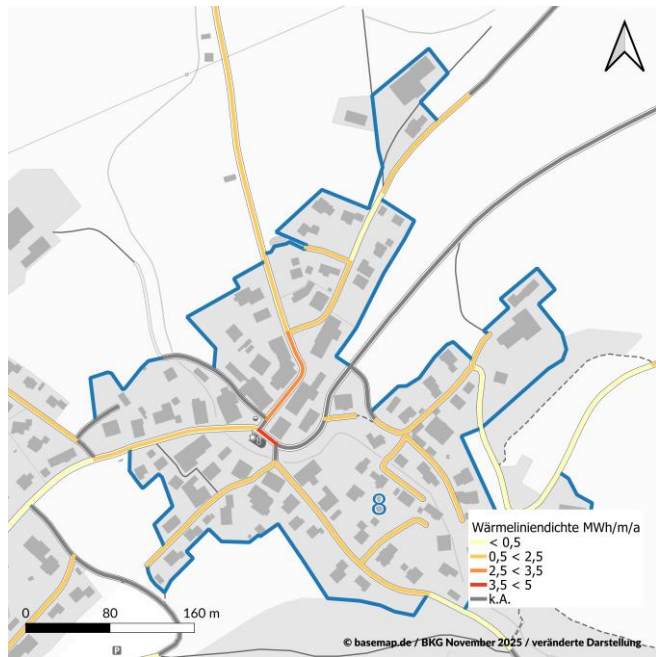 8
Wärmeliniendichte MWh/m/a
< 0,5
0,5 < 2,5
2,5 < 3,5
3,5 < 5
k.A.
0 80 160 m
P
© basemap.de / BKG November 2025 / veränderte Darstellung